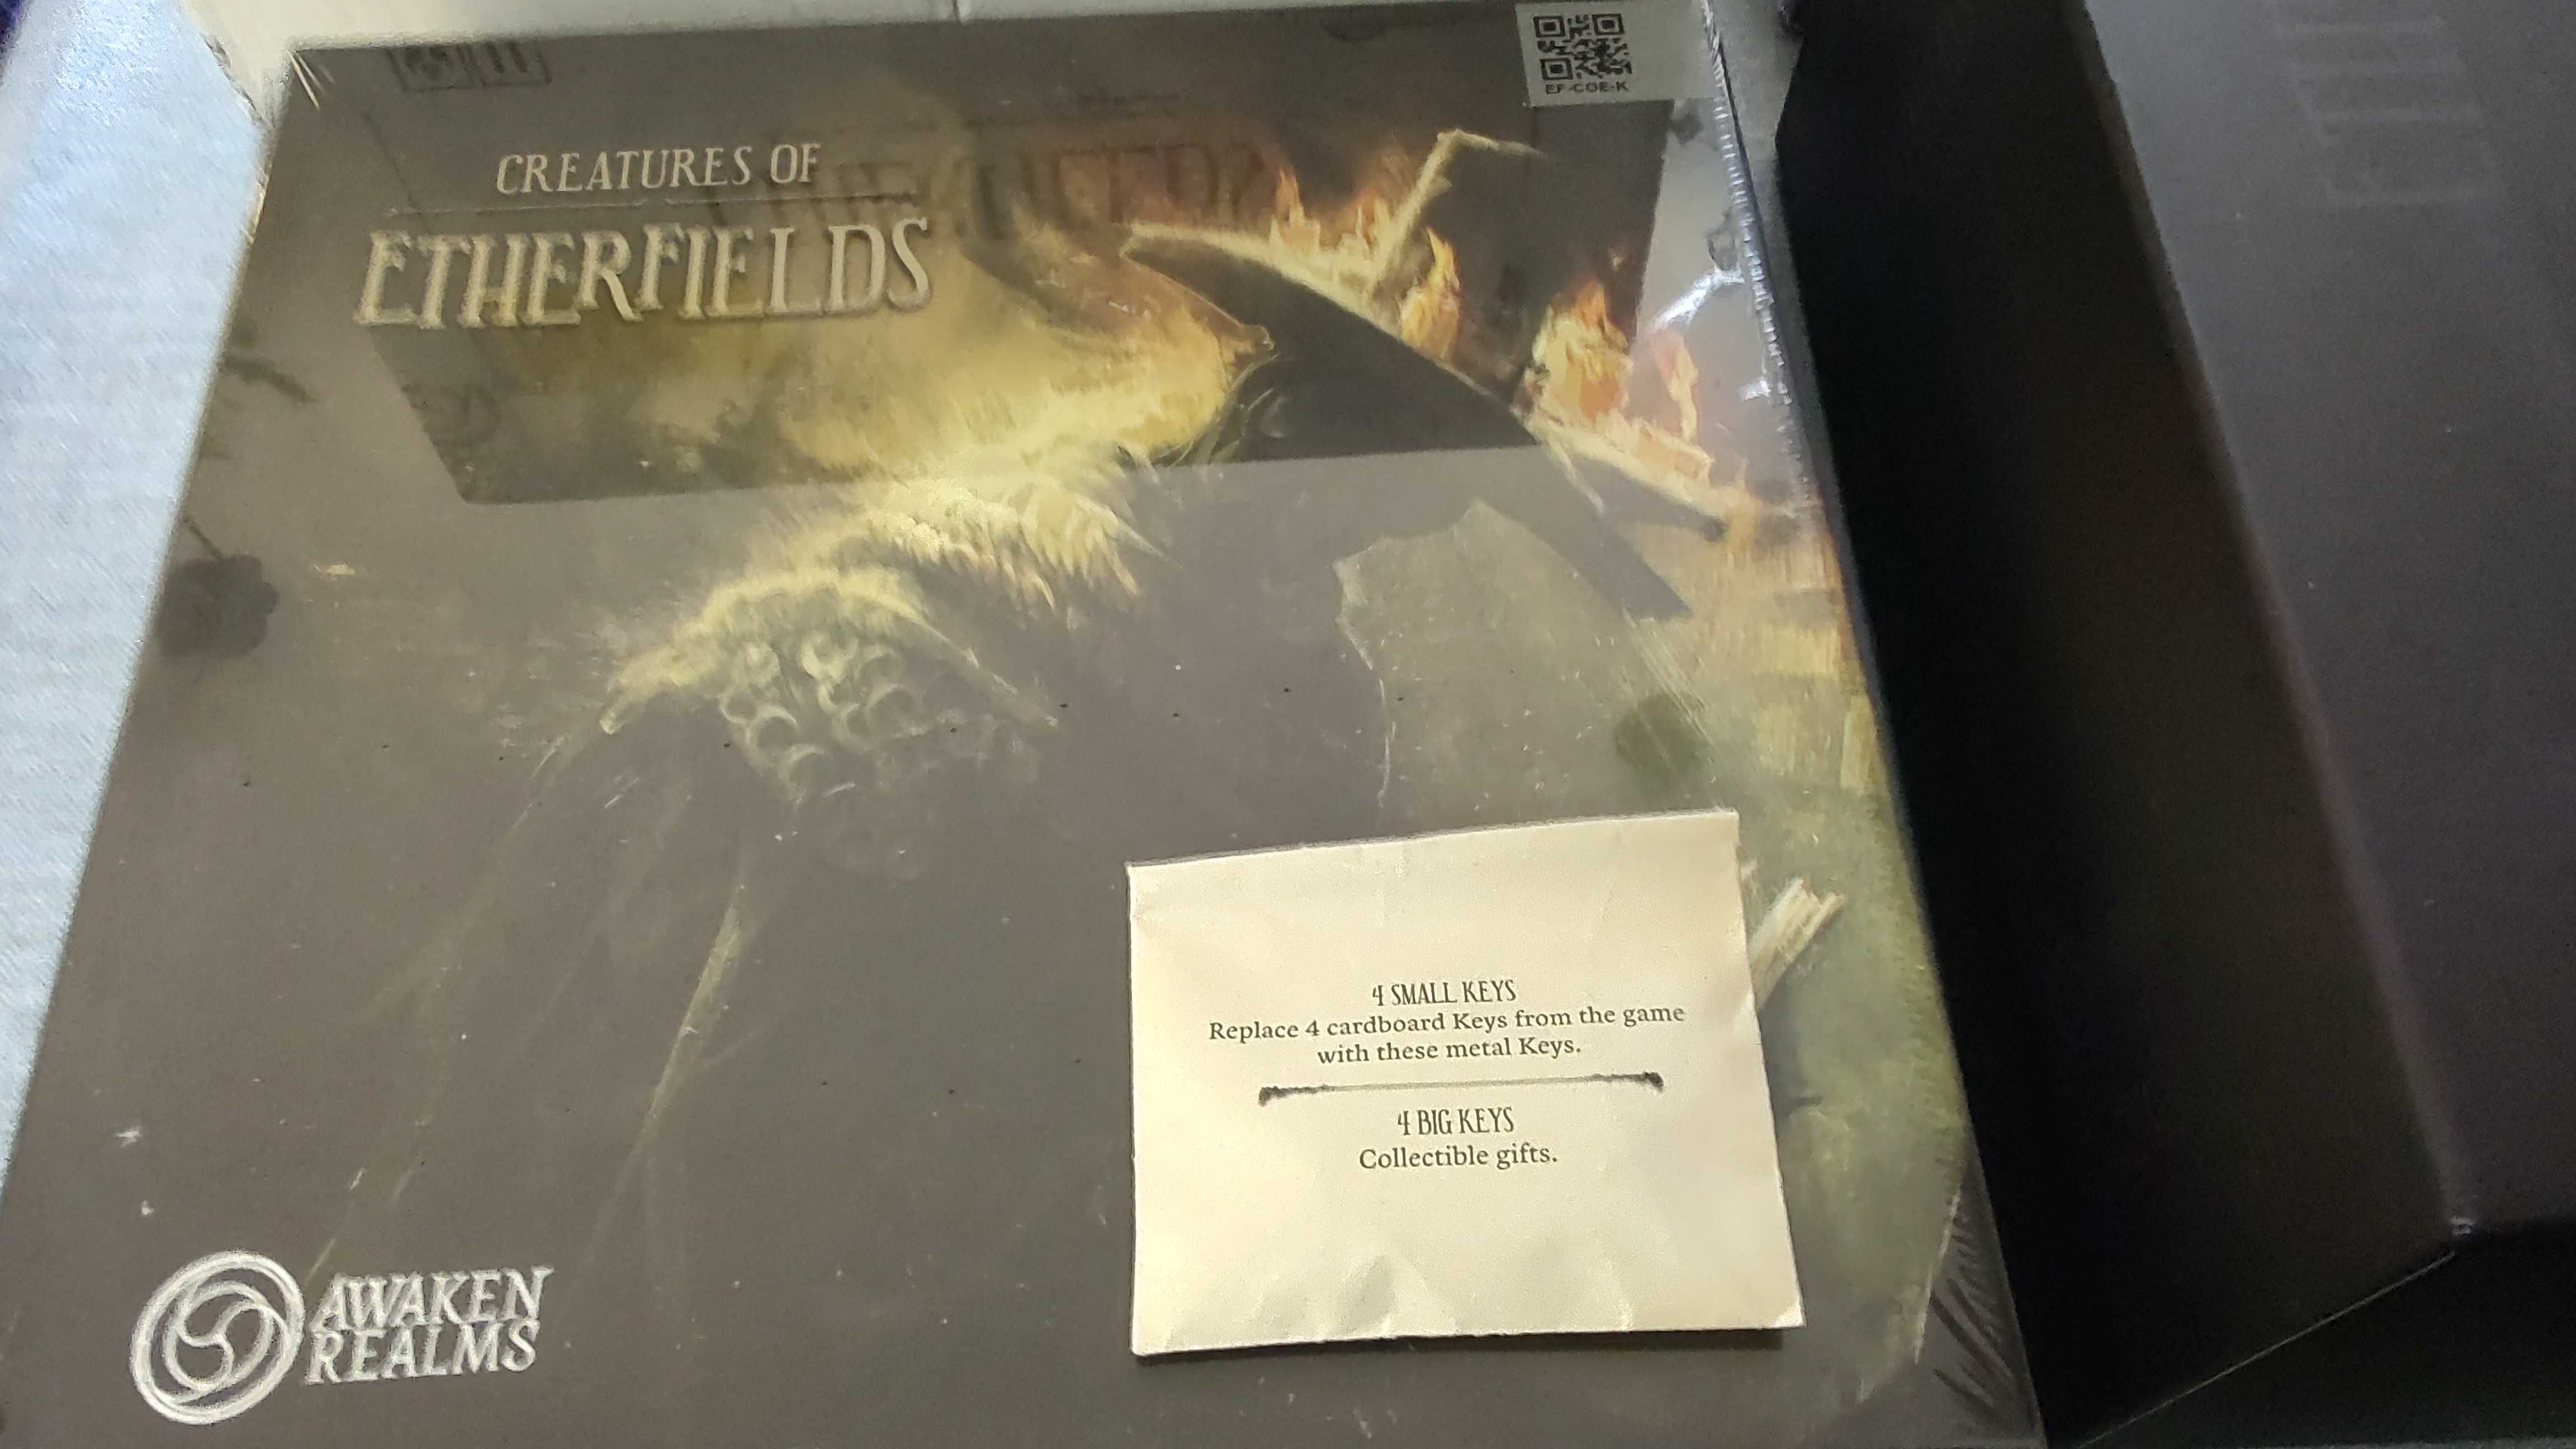 EF-COE-K
CREATURES OF
ETHERFIELDS
4 SMALL KEYS
Replace 4 cardboard Keys from the game
with these metal Keys.
4 BIG KEYS
Collectible gifts.
AWAKEN
REALMS